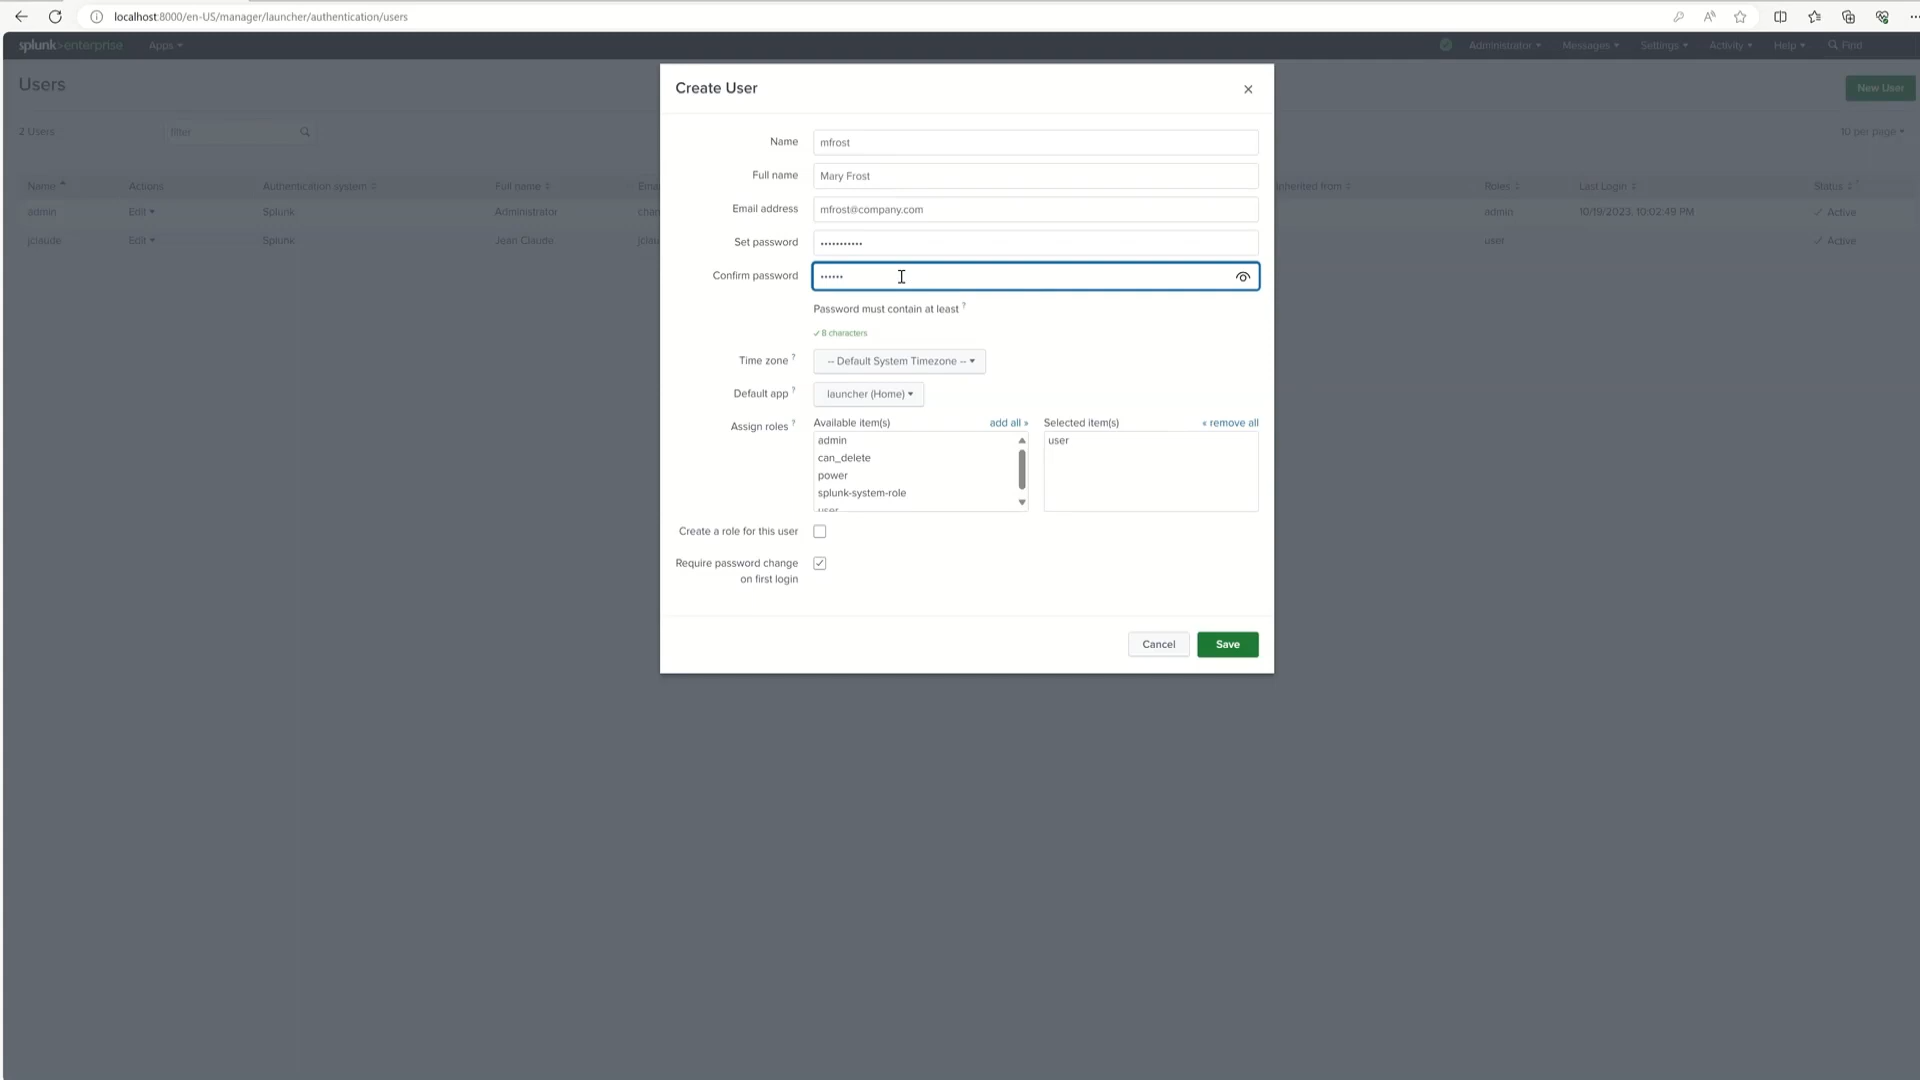 localhost:8000/en-US/manager/launcher/authentication/users
splunk>enterprise Apps Administrator Messages Settings Activity Help Find
Users
New User
2 Users filter 10 per page
Name Actions Authentication system Full name inherited from Roles Last Login Status
admin Edit Splunk Administrator admin 10/19/2023, 10:02:49 PM Active
jclaude Edit Splunk Jean Claude user Active
Create User
Name mfrost
Full name Mary Frost
Email address mfrost@company.com
Set password •••••••••••
Confirm password ••••••
Password must contain at least ?
✓ 8 characters
Time zone ? -- Default System Timezone --
Default app ? launcher (Home)
Assign roles ? Available item(s) add all » Selected item(s) « remove all
admin user
can_delete
power
splunk-system-role
user
Create a role for this user
Require password change
on first login
Cancel Save